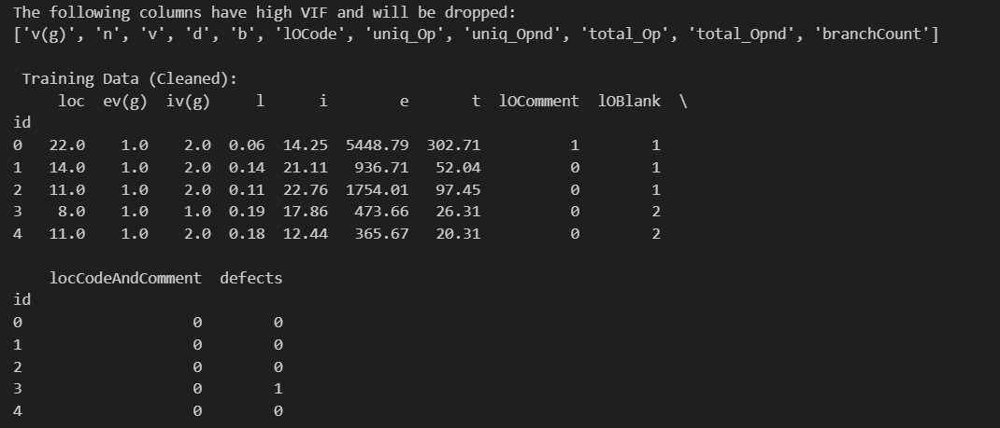 The following columns have high VIF and will be dropped:
['v(g)', 'n', 'v', 'd', 'b', 'lOCode', 'uniq_Op', 'uniq_Opnd', 'total_Op', 'total_Opnd', 'branchCount']
Training Data (Cleaned):
loc ev(g) iv(g) l i e t lOComment lOBlank \
id
0 22.0 1.0 2.0 0.06 14.25 5448.79 302.71 1 1
1 14.0 1.0 2.0 0.14 21.11 936.71 52.04 0 1
2 11.0 1.0 2.0 0.11 22.76 1754.01 97.45 0 1
3 8.0 1.0 1.0 0.19 17.86 473.66 26.31 0 2
4 11.0 1.0 2.0 0.18 12.44 365.67 20.31 0 2
locCodeAndComment defects
id
0 0 0
1 0 0
2 0 0
3 0 1
4 0 0